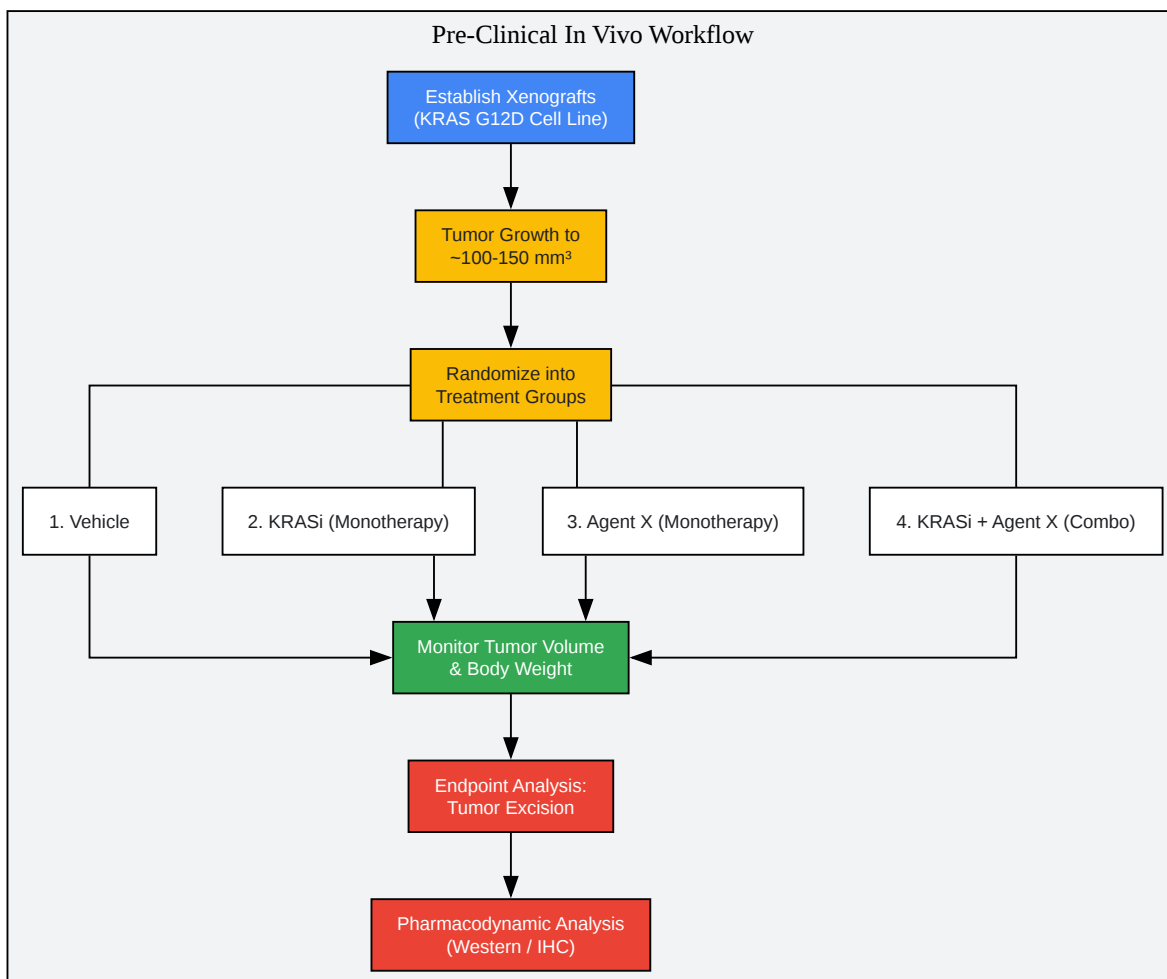 Pre-Clinical In Vivo Workflow
Establish Xenografts
(KRAS G12D Cell Line)
Tumor Growth to
~100-150 mm³
Randomize into
Treatment Groups
1. Vehicle
2. KRASi (Monotherapy)
3. Agent X (Monotherapy)
4. KRASi + Agent X (Combo)
Monitor Tumor Volume
& Body Weight
Endpoint Analysis:
Tumor Excision
Pharmacodynamic Analysis
(Western / IHC)